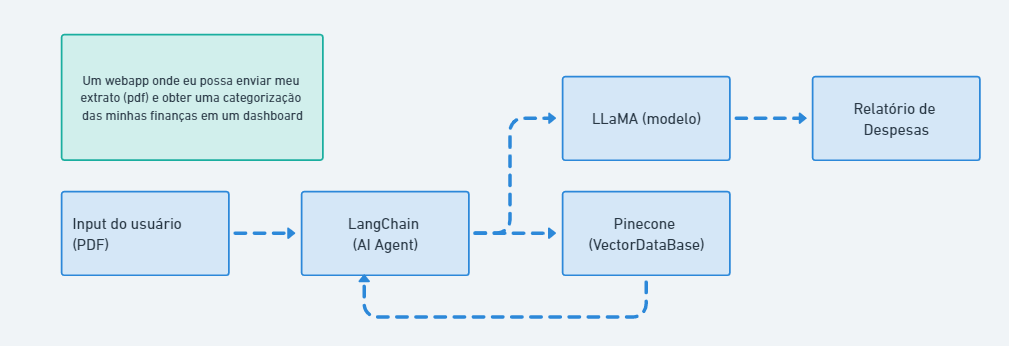 Um webapp onde eu possa enviar meu
extrato (pdf) e obter uma categorização
das minhas finanças em um dashboard
LLaMA (modelo)
Relatório de
Despesas
Input do usuário
(PDF)
LangChain
(AI Agent)
Pinecone
(VectorDataBase)